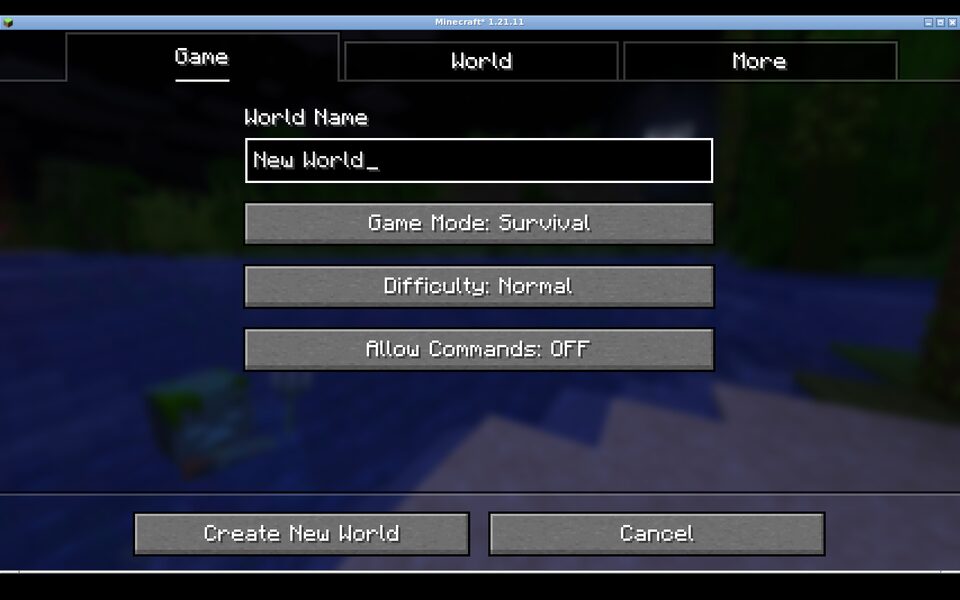 Minecraft* 1.21.11
Game
World
More
World Name
New World_
Game Mode: Survival
Difficulty: Normal
Allow Commands: OFF
Create New World
Cancel